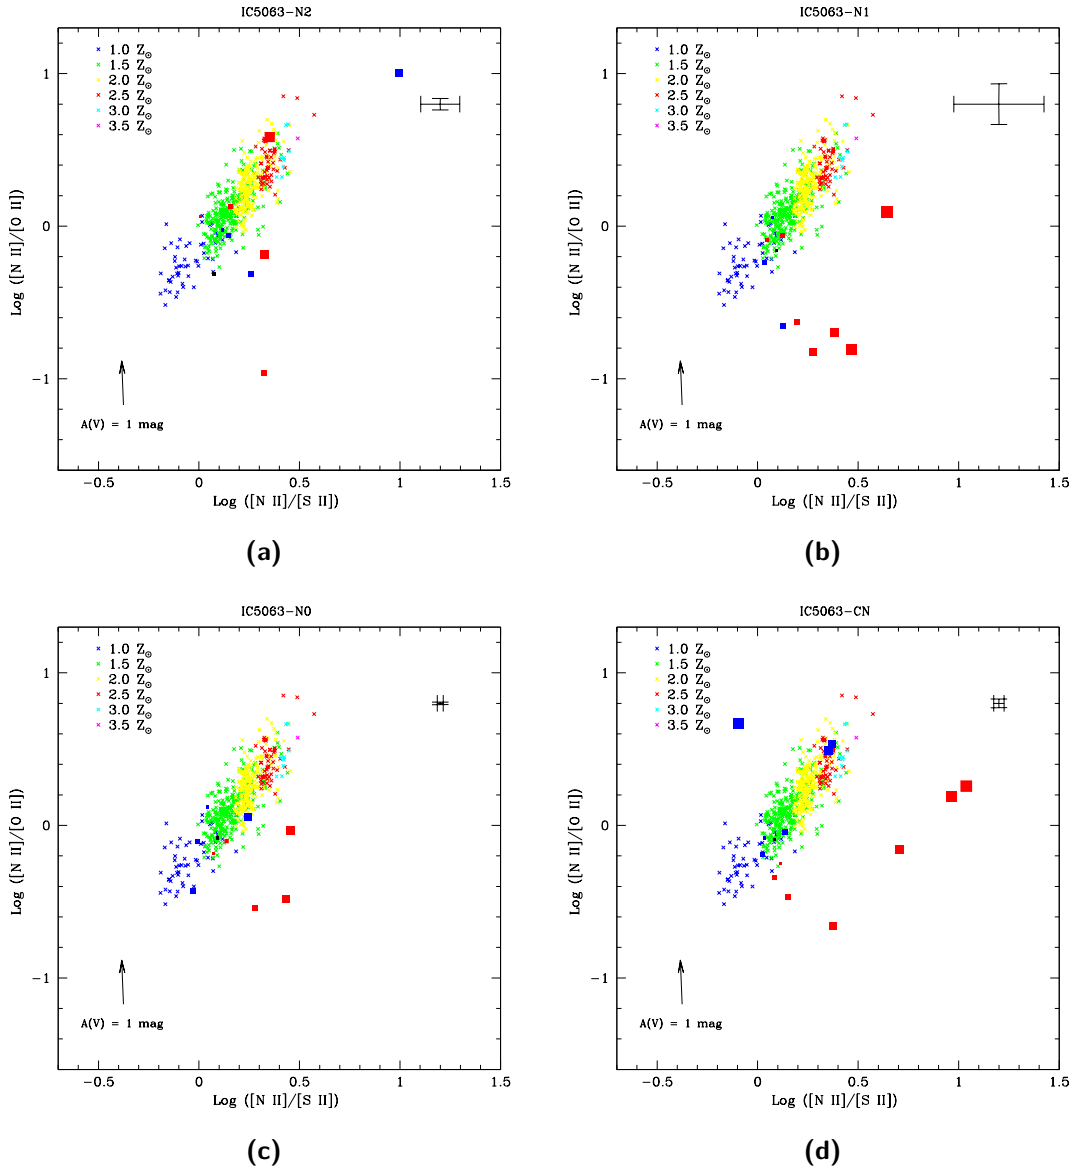 IC5063-N2
1.0 Z⊙
1.5 Z⊙
2.0 Z⊙
2.5 Z⊙
3.0 Z⊙
3.5 Z⊙
1
0
-1
Log ([N II]/[O II])
A(V) = 1 mag
-0.5 0 0.5 1 1.5
Log ([N II]/[S II])
(a)
IC5063-N1
1.0 Z⊙
1.5 Z⊙
2.0 Z⊙
2.5 Z⊙
3.0 Z⊙
3.5 Z⊙
1
0
-1
Log ([N II]/[O II])
A(V) = 1 mag
-0.5 0 0.5 1 1.5
Log ([N II]/[S II])
(b)
IC5063-N0
1.0 Z⊙
1.5 Z⊙
2.0 Z⊙
2.5 Z⊙
3.0 Z⊙
3.5 Z⊙
1
0
-1
Log ([N II]/[O II])
A(V) = 1 mag
-0.5 0 0.5 1 1.5
Log ([N II]/[S II])
(c)
IC5063-CN
1.0 Z⊙
1.5 Z⊙
2.0 Z⊙
2.5 Z⊙
3.0 Z⊙
3.5 Z⊙
1
0
-1
Log ([N II]/[O II])
A(V) = 1 mag
-0.5 0 0.5 1 1.5
Log ([N II]/[S II])
(d)